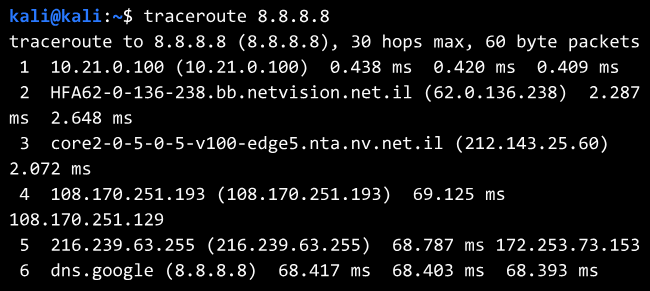 kali@kali:~$ traceroute 8.8.8.8
traceroute to 8.8.8.8 (8.8.8.8), 30 hops max, 60 byte packets
1 10.21.0.100 (10.21.0.100) 0.438 ms 0.420 ms 0.409 ms
2 HFA62-0-136-238.bb.netvision.net.il (62.0.136.238) 2.287
ms 2.648 ms
3 core2-0-5-0-5-v100-edge5.nta.nv.net.il (212.143.25.60)
2.072 ms
4 108.170.251.193 (108.170.251.193) 69.125 ms
108.170.251.129
5 216.239.63.255 (216.239.63.255) 68.787 ms 172.253.73.153
6 dns.google (8.8.8.8) 68.417 ms 68.403 ms 68.393 ms